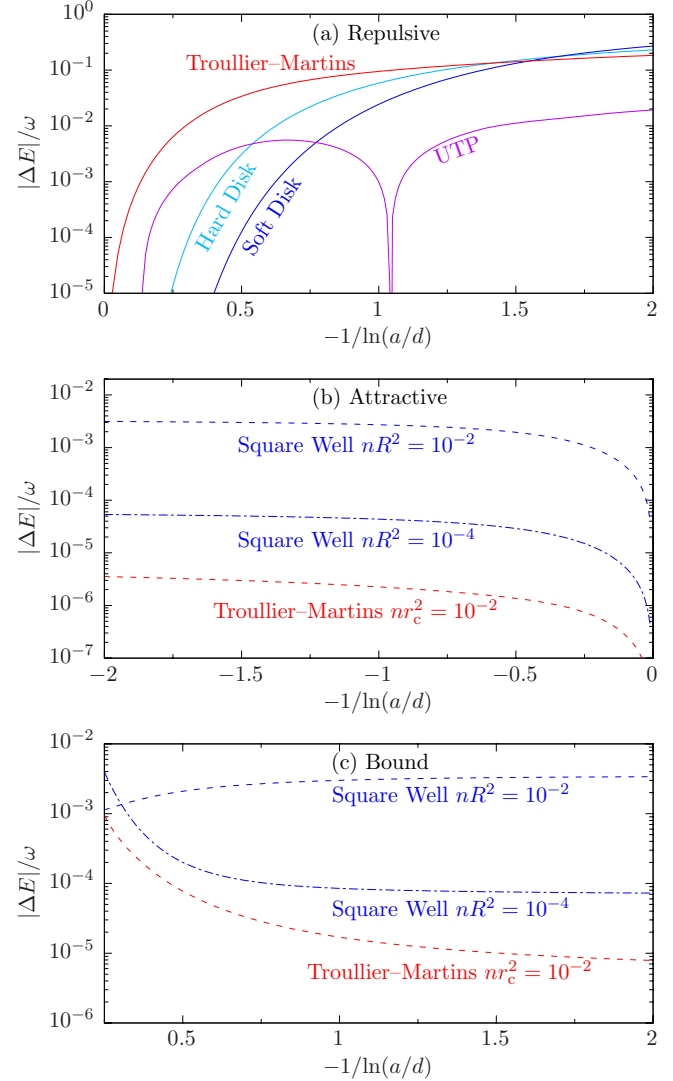 (a) Repulsive
Troullier–Martins
Hard Disk
Soft Disk
UTP
10^0
10^-1
10^-2
10^-3
10^-4
10^-5
|ΔE|/ω
0 0.5 1 1.5 2
−1/ln(a/d)
(b) Attractive
Square Well nR^2 = 10^-2
Square Well nR^2 = 10^-4
Troullier–Martins nr_c^2 = 10^-2
10^-2
10^-3
10^-4
10^-5
10^-6
10^-7
|ΔE|/ω
−2 −1.5 −1 −0.5 0
−1/ln(a/d)
(c) Bound
Square Well nR^2 = 10^-2
Square Well nR^2 = 10^-4
Troullier–Martins nr_c^2 = 10^-2
10^-2
10^-3
10^-4
10^-5
10^-6
|ΔE|/ω
0.5 1 1.5 2
−1/ln(a/d)